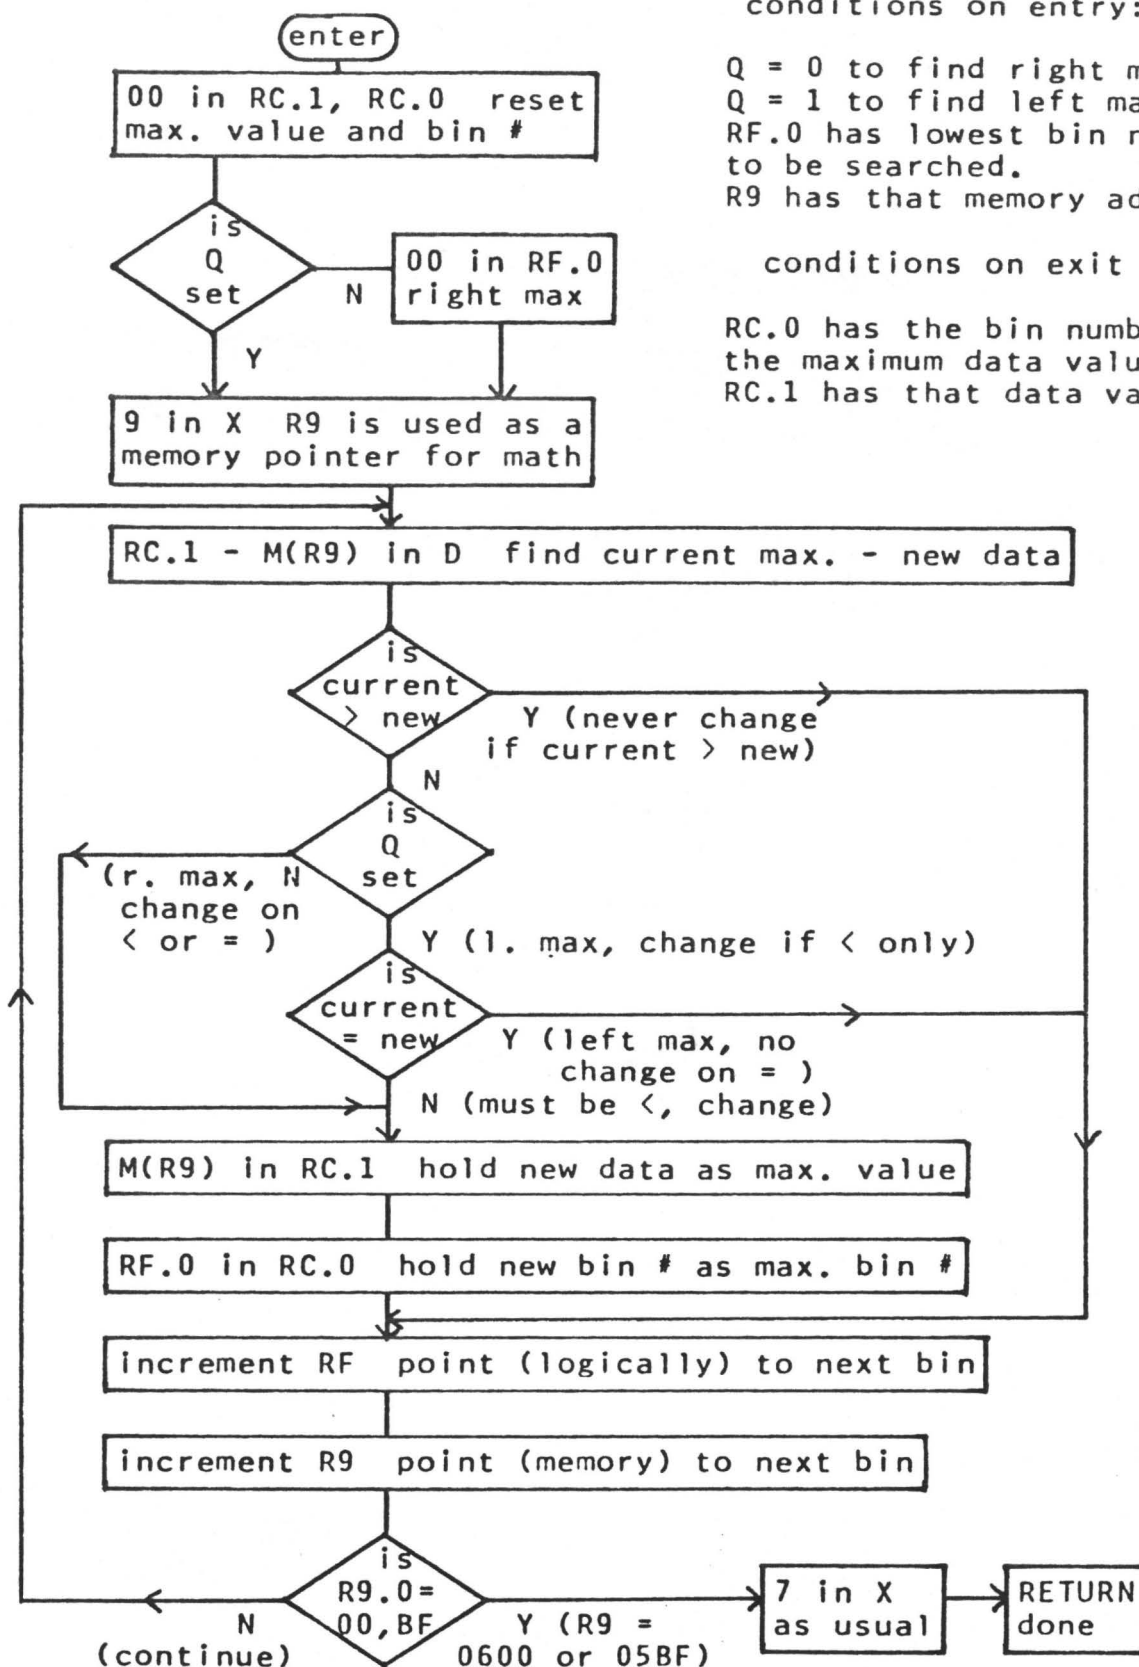 conditions on entry:
enter
Q = 0 to find right m
Q = 1 to find left ma
RF.0 has lowest bin n
to be searched.
R9 has that memory ad
00 in RC.1, RC.0 reset
max. value and bin #
is
Q
set
N
Y
00 in RF.0
right max
conditions on exit
RC.0 has the bin numb
the maximum data valu
RC.1 has that data va
9 in X R9 is used as a
memory pointer for math
RC.1 - M(R9) in D find current max. - new data
is
current
> new
Y (never change
if current > new)
N
is
Q
set
(r. max, N
change on
< or = )
Y (l. max, change if < only)
is
current
= new
Y (left max, no
change on = )
N (must be <, change)
M(R9) in RC.1 hold new data as max. value
RF.0 in RC.0 hold new bin # as max. bin #
increment RF point (logically) to next bin
increment R9 point (memory) to next bin
is
R9.0=
00,BF
N
(continue)
Y (R9 =
0600 or 05BF)
7 in X
as usual
RETURN
done